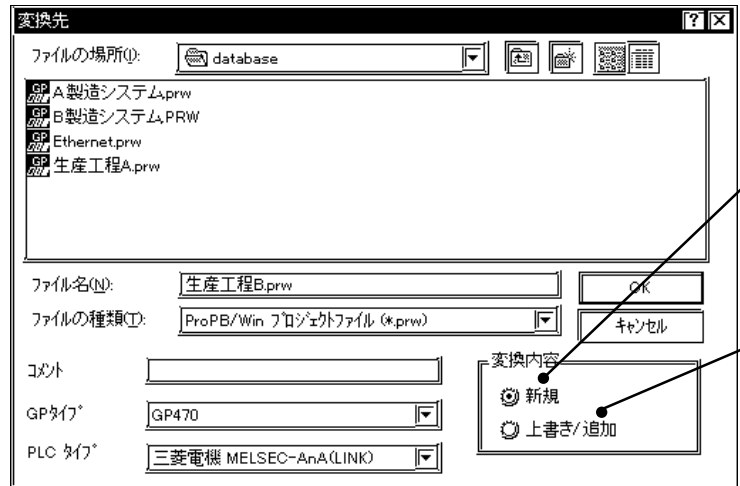 変換先
ファイルの場所(I):
database
A製造システム.prw
B製造システム.PRW
Ethernet.prw
生産工程A.prw
ファイル名(N):
生産工程B.prw
OK
ファイルの種類(T):
ProPB/Win プロジェクトファイル (*.prw)
キャンセル
コメント
変換内容
新規
GPタイプ
GP470
上書き/追加
PLC タイプ
三菱電機 MELSEC-AnA(LINK)